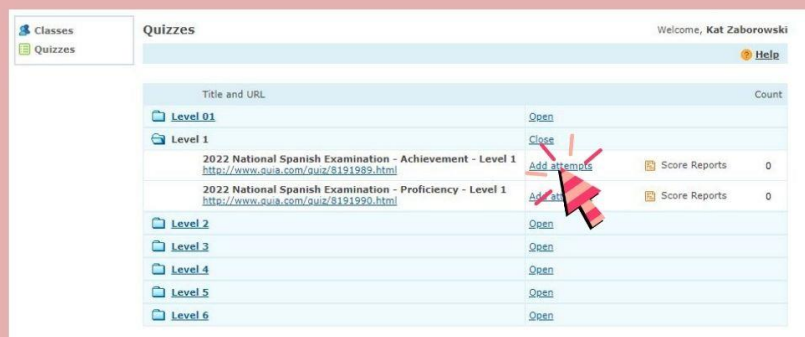 Classes
Quizzes
Quizzes
Welcome, Kat Zaborowski
Help
Title and URL
Count
Level 01 Open
Level 1 Close
2022 National Spanish Examination - Achievement - Level 1
http://www.quia.com/quiz/8191989.html
Add attempts Score Reports 0
2022 National Spanish Examination - Proficiency - Level 1
http://www.quia.com/quiz/8191990.html
Add Score Reports 0
Level 2 Open
Level 3 Open
Level 4 Open
Level 5 Open
Level 6 Open